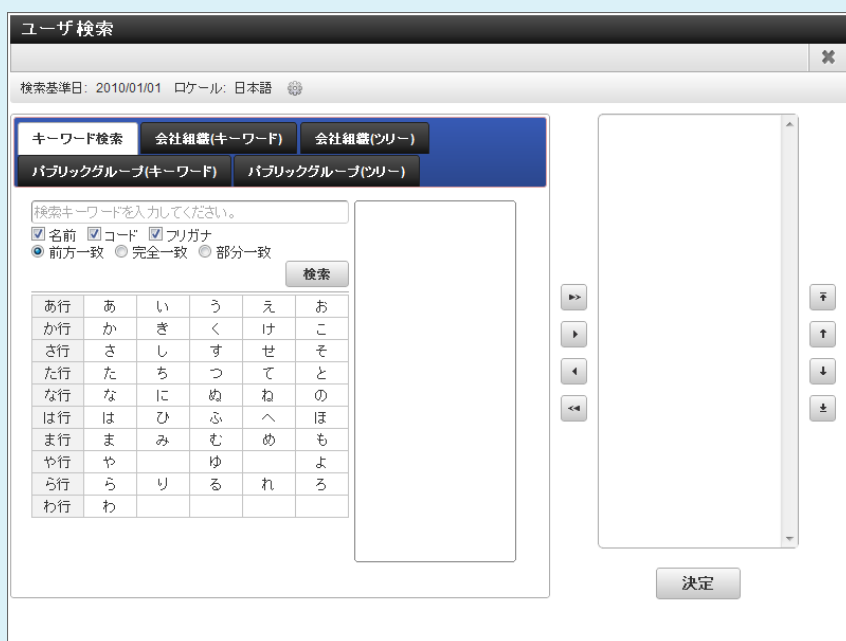 ユーザ検索
検索基準日: 2010/01/01 ロケール: 日本語
キーワード検索 会社組織(キーワード) 会社組織(ツリー)
パブリックグループ(キーワード) パブリックグループ(ツリー)
検索キーワードを入力してください。
名前 コード フリガナ
前方一致 完全一致 部分一致
検索
あ行 あ い う え お
か行 か き く け こ
さ行 さ し す せ そ
た行 た ち つ て と
な行 な に ぬ ね の
は行 は ひ ふ へ ほ
ま行 ま み む め も
や行 や ゆ よ
ら行 ら り る れ ろ
わ行 わ
決定